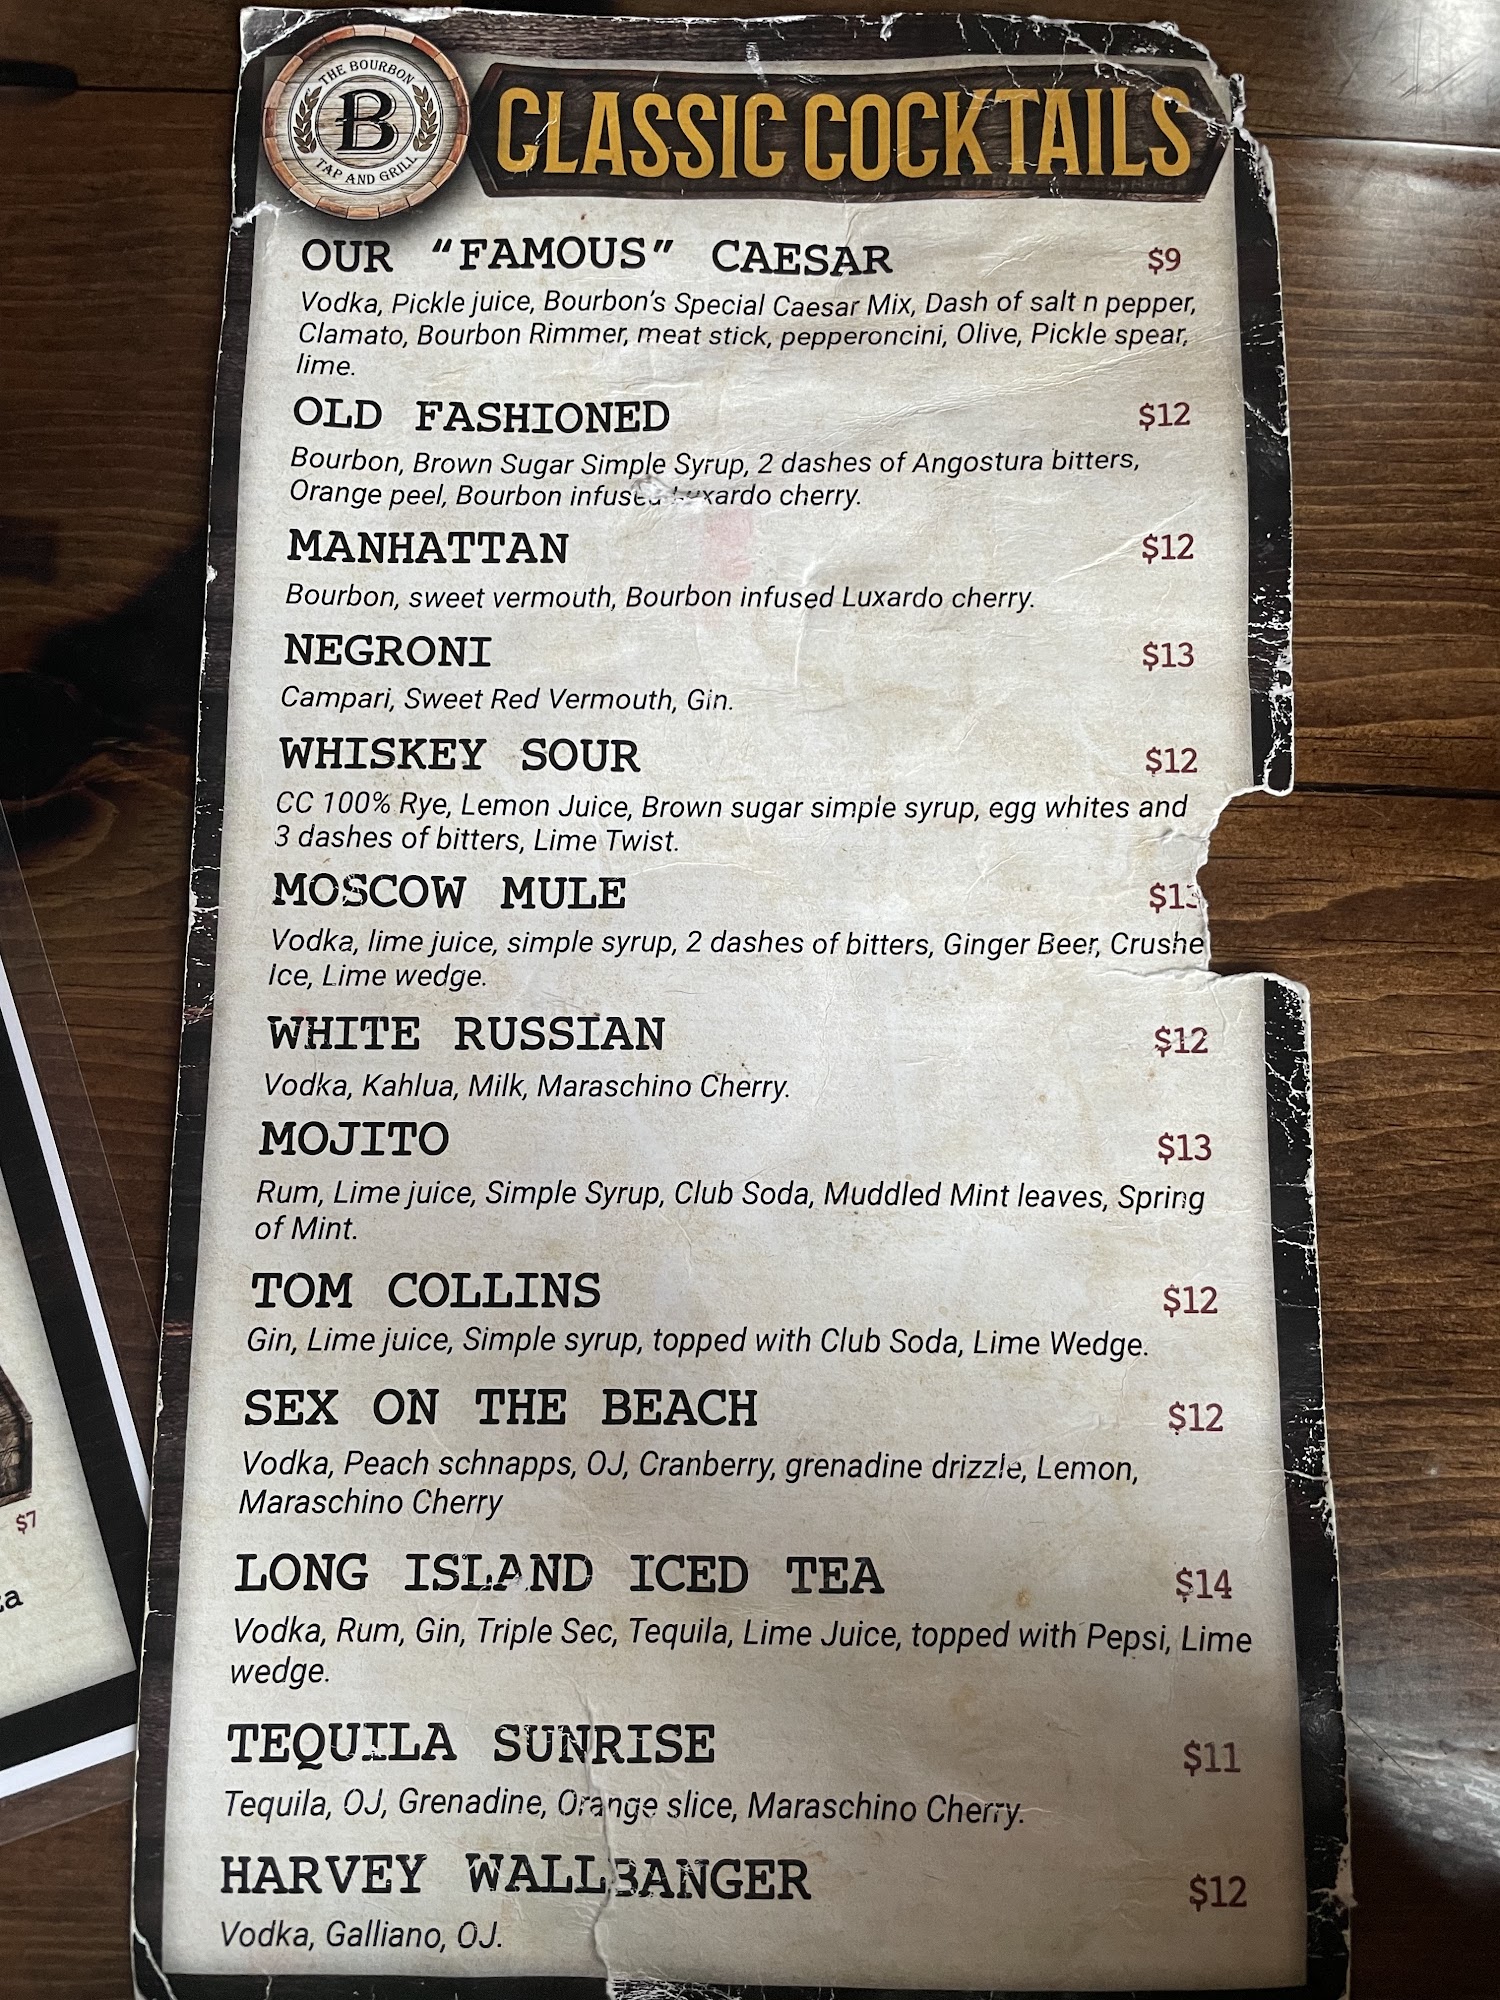 THE BOURBON
B
TAP AND GRILL
CLASSIC COCKTAILS
OUR "FAMOUS" CAESAR $9
Vodka, Pickle juice, Bourbon's Special Caesar Mix, Dash of salt n pepper,
Clamato, Bourbon Rimmer, meat stick, pepperoncini, Olive, Pickle spear,
lime.
OLD FASHIONED $12
Bourbon, Brown Sugar Simple Syrup, 2 dashes of Angostura bitters,
Orange peel, Bourbon infused Luxardo cherry.
MANHATTAN $12
Bourbon, sweet vermouth, Bourbon infused Luxardo cherry.
NEGRONI $13
Campari, Sweet Red Vermouth, Gin.
WHISKEY SOUR $12
CC 100% Rye, Lemon Juice, Brown sugar simple syrup, egg whites and
3 dashes of bitters, Lime Twist.
MOSCOW MULE $13
Vodka, lime juice, simple syrup, 2 dashes of bitters, Ginger Beer, Crushe
Ice, Lime wedge.
WHITE RUSSIAN $12
Vodka, Kahlua, Milk, Maraschino Cherry.
MOJITO $13
Rum, Lime juice, Simple Syrup, Club Soda, Muddled Mint leaves, Spring
of Mint.
TOM COLLINS $12
Gin, Lime juice, Simple syrup, topped with Club Soda, Lime Wedge.
SEX ON THE BEACH $12
Vodka, Peach schnapps, OJ, Cranberry, grenadine drizzle, Lemon,
Maraschino Cherry
LONG ISLAND ICED TEA $14
Vodka, Rum, Gin, Triple Sec, Tequila, Lime Juice, topped with Pepsi, Lime
wedge.
TEQUILA SUNRISE $11
Tequila, OJ, Grenadine, Orange slice, Maraschino Cherry.
HARVEY WALLBANGER $12
Vodka, Galliano, OJ.
$7